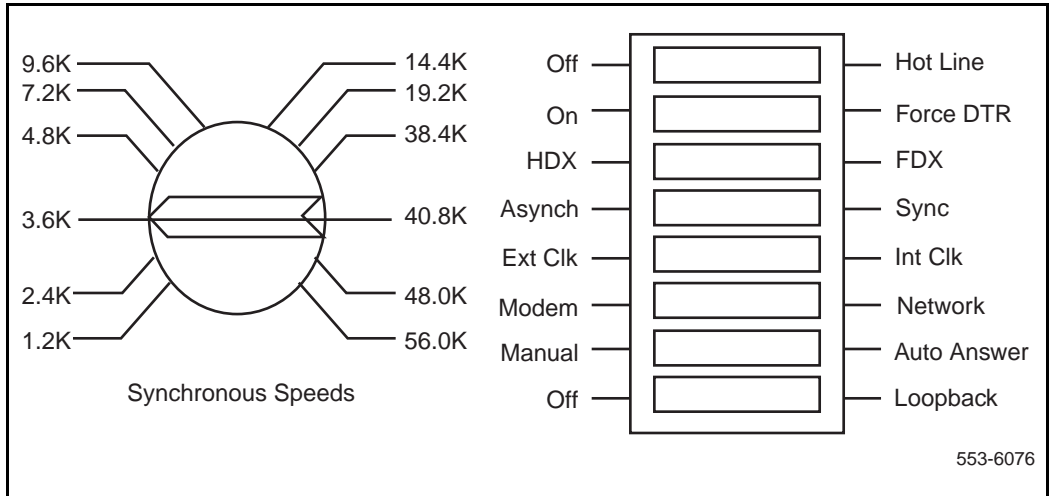 9.6K
7.2K
4.8K
3.6K
2.4K
1.2K
14.4K
19.2K
38.4K
40.8K
48.0K
56.0K
Synchronous Speeds
Off Hot Line
On Force DTR
HDX FDX
Asynch Sync
Ext Clk Int Clk
Modem Network
Manual Auto Answer
Off Loopback
553-6076